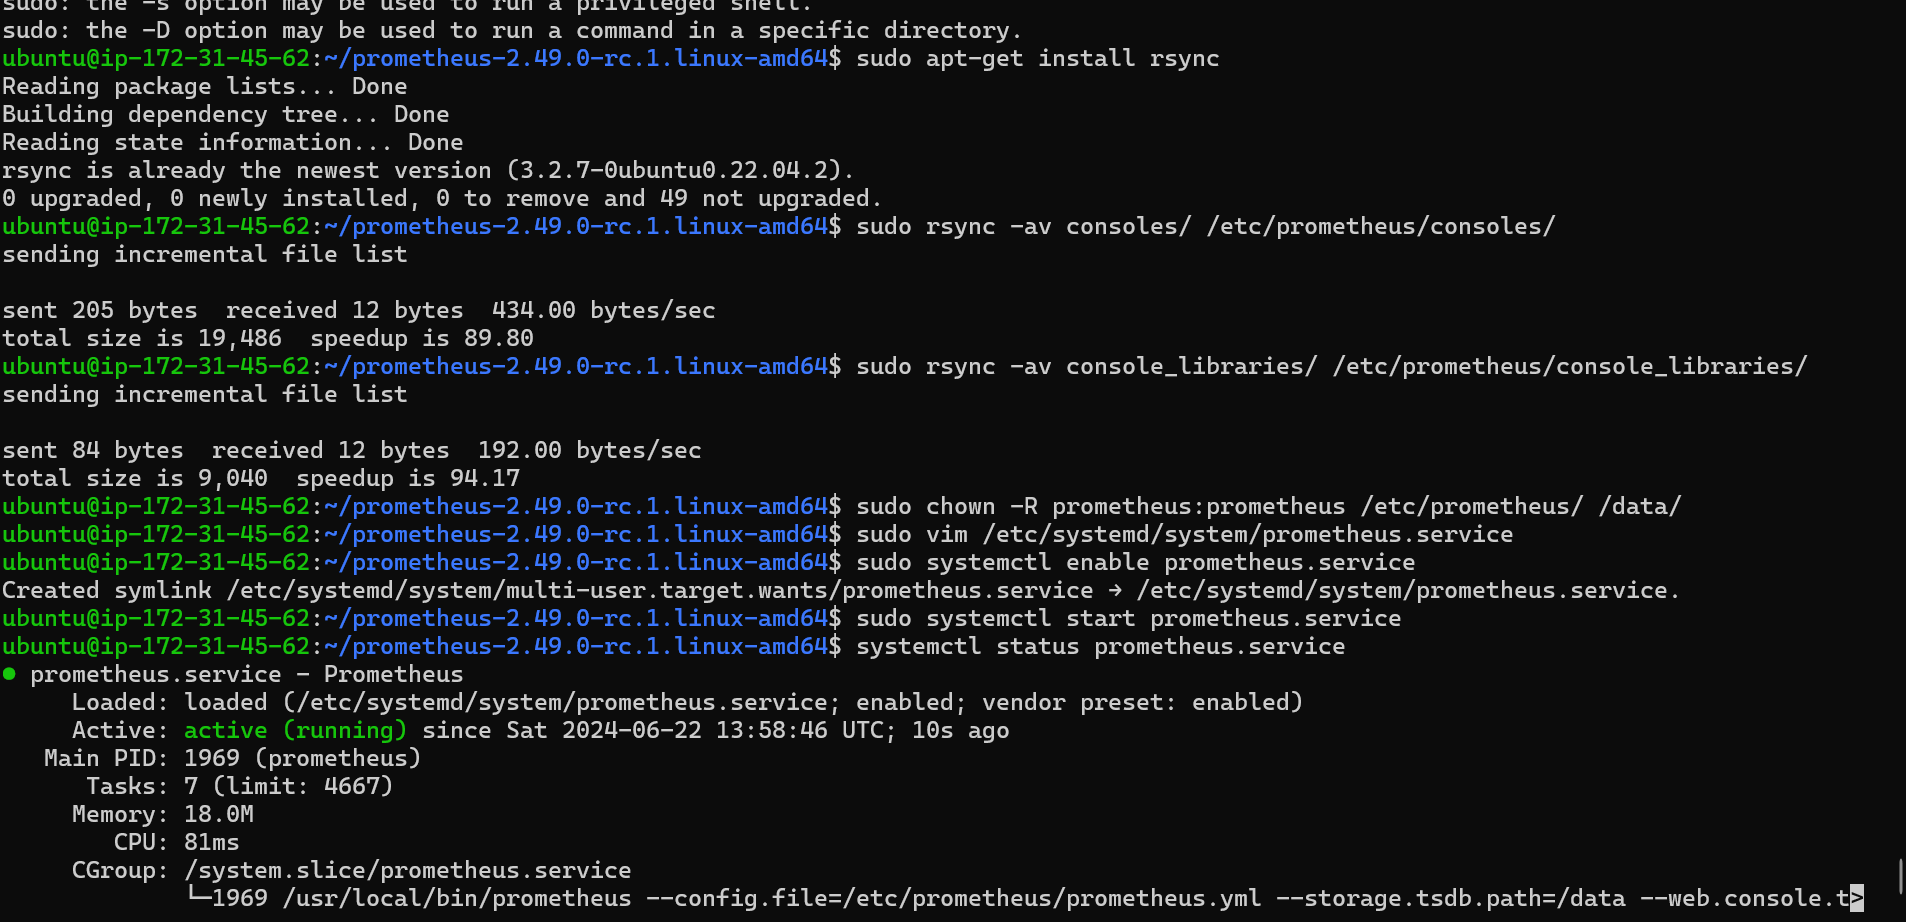 sudo: the -s option may be used to run a privileged shell.
sudo: the -D option may be used to run a command in a specific directory.
ubuntu@ip-172-31-45-62:~/prometheus-2.49.0-rc.1.linux-amd64$ sudo apt-get install rsync
Reading package lists... Done
Building dependency tree... Done
Reading state information... Done
rsync is already the newest version (3.2.7-0ubuntu0.22.04.2).
0 upgraded, 0 newly installed, 0 to remove and 49 not upgraded.
ubuntu@ip-172-31-45-62:~/prometheus-2.49.0-rc.1.linux-amd64$ sudo rsync -av consoles/ /etc/prometheus/consoles/
sending incremental file list
sent 205 bytes  received 12 bytes  434.00 bytes/sec
total size is 19,486  speedup is 89.80
ubuntu@ip-172-31-45-62:~/prometheus-2.49.0-rc.1.linux-amd64$ sudo rsync -av console_libraries/ /etc/prometheus/console_libraries/
sending incremental file list
sent 84 bytes  received 12 bytes  192.00 bytes/sec
total size is 9,040  speedup is 94.17
ubuntu@ip-172-31-45-62:~/prometheus-2.49.0-rc.1.linux-amd64$ sudo chown -R prometheus:prometheus /etc/prometheus/ /data/
ubuntu@ip-172-31-45-62:~/prometheus-2.49.0-rc.1.linux-amd64$ sudo vim /etc/systemd/system/prometheus.service
ubuntu@ip-172-31-45-62:~/prometheus-2.49.0-rc.1.linux-amd64$ sudo systemctl enable prometheus.service
Created symlink /etc/systemd/system/multi-user.target.wants/prometheus.service → /etc/systemd/system/prometheus.service.
ubuntu@ip-172-31-45-62:~/prometheus-2.49.0-rc.1.linux-amd64$ sudo systemctl start prometheus.service
ubuntu@ip-172-31-45-62:~/prometheus-2.49.0-rc.1.linux-amd64$ systemctl status prometheus.service
● prometheus.service - Prometheus
Loaded: loaded (/etc/systemd/system/prometheus.service; enabled; vendor preset: enabled)
Active: active (running) since Sat 2024-06-22 13:58:46 UTC; 10s ago
Main PID: 1969 (prometheus)
Tasks: 7 (limit: 4667)
Memory: 18.0M
CPU: 81ms
CGroup: /system.slice/prometheus.service
└─1969 /usr/local/bin/prometheus --config.file=/etc/prometheus/prometheus.yml --storage.tsdb.path=/data --web.console.t>